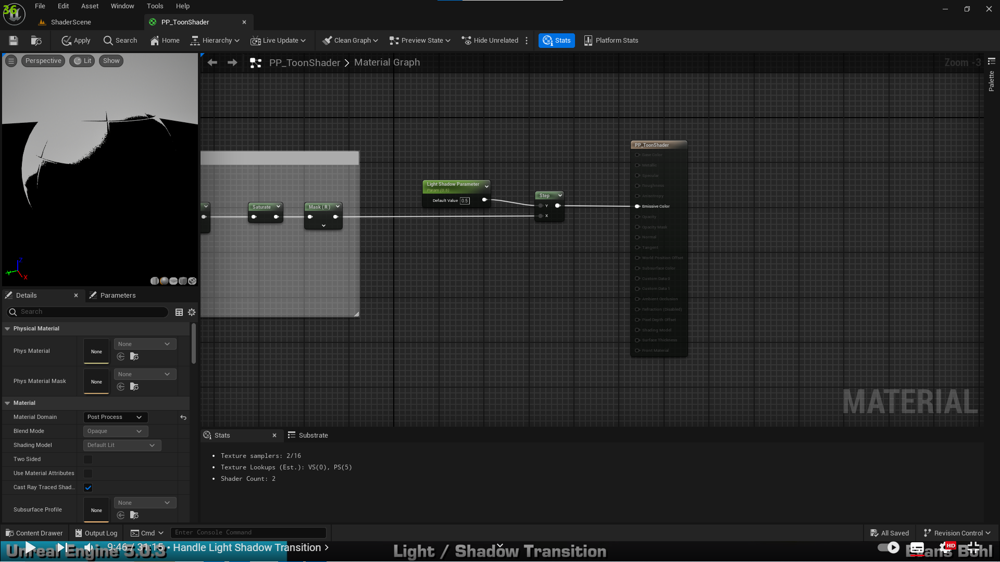 36
File Edit Asset Window Tools Help
ShaderScene
PP_ToonShader
Apply Search Home Hierarchy Live Update Clean Graph Preview State Hide Unrelated Stats Platform Stats
Perspective Lit Show
PP_ToonShader > Material Graph
Zoom -3
Palette
PP_ToonShader
Base Color
Metallic
Specular
Roughness
Anisotropy
Emissive Color
Opacity
Opacity Mask
Normal
Tangent
World Position Offset
Subsurface Color
Custom Data 0
Custom Data 1
Ambient Occlusion
Refraction (Disabled)
Pixel Depth Offset
Shading Model
Surface Thickness
Front Material
Light Shadow Parameter
Param (0.5)
Default Value 0.5
Step
Y
X
Saturate
Mask ( R )
Z
Y
X
MATERIAL
Details
Parameters
Search
Physical Material
Phys Material None None
Phys Material Mask None None
Material
Material Domain Post Process
Blend Mode Opaque
Shading Model Default Lit
Two Sided
Use Material Attributes
Cast Ray Traced Shad...
Subsurface Profile None None
Stats
Substrate
Texture samplers: 2/16
Texture Lookups (Est.): VS(0), PS(5)
Shader Count: 2
Content Drawer Output Log Cmd Enter Console Command All Saved Revision Control
Unreal Engine 5.0.3
9:46 / 31:15 • Handle Light Shadow Transition >
Light / Shadow Transition
HD
Evans Bohl